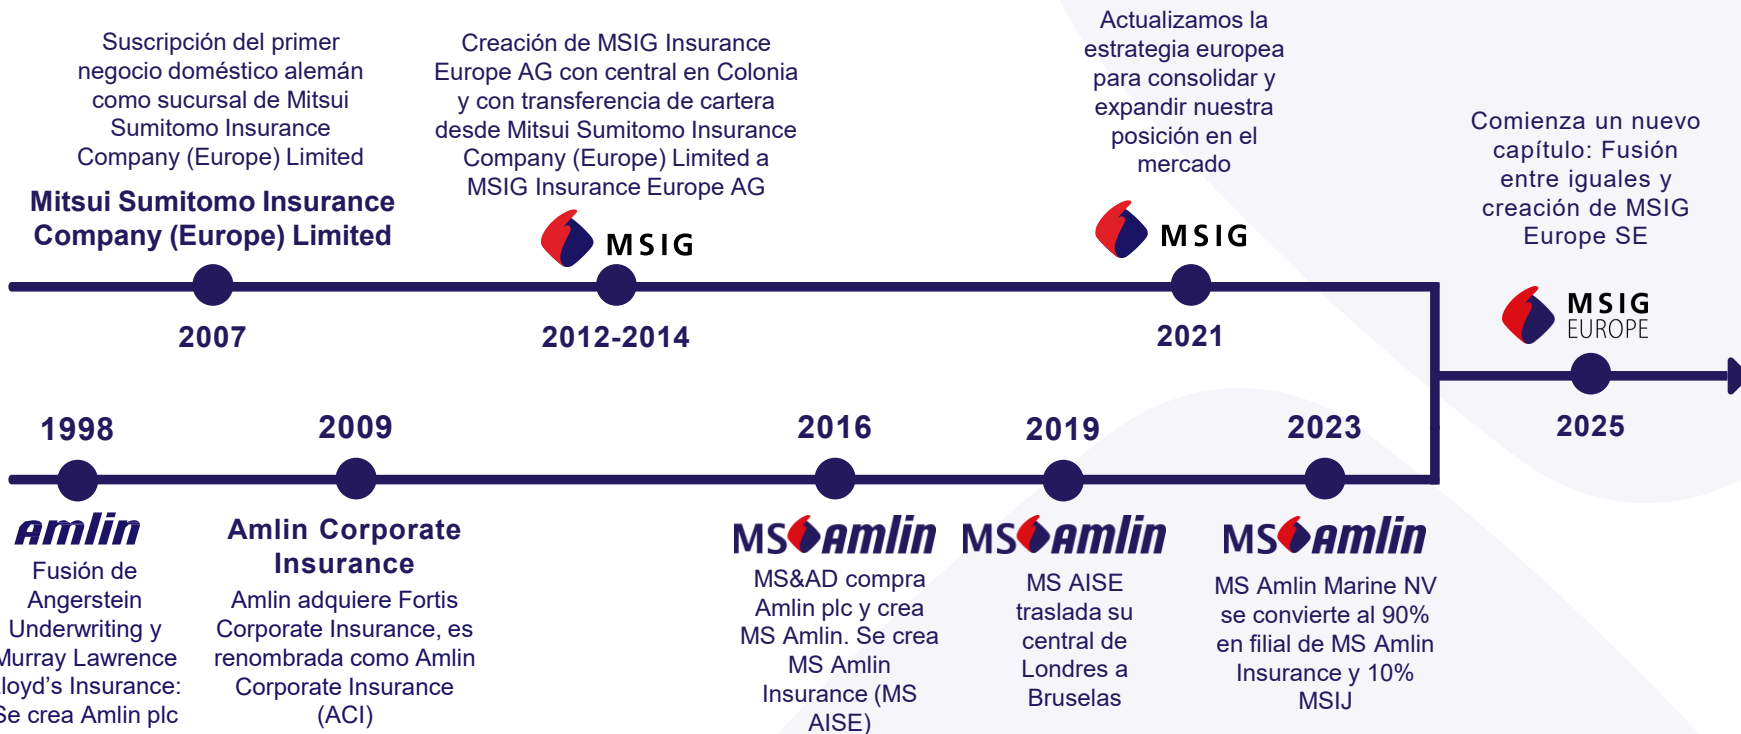 Suscripción del primer
negocio doméstico alemán
como sucursal de Mitsui
Sumitomo Insurance
Company (Europe) Limited
Mitsui Sumitomo Insurance
Company (Europe) Limited
2007
Creación de MSIG Insurance
Europe AG con central en Colonia
y con transferencia de cartera
desde Mitsui Sumitomo Insurance
Company (Europe) Limited a
MSIG Insurance Europe AG
MSIG
2012-2014
Actualizamos la
estrategia europea
para consolidar y
expandir nuestra
posición en el
mercado
MSIG
2021
Comienza un nuevo
capítulo: Fusión
entre iguales y
creación de MSIG
Europe SE
MSIG
EUROPE
2025
1998
Amlin
Fusión de
Angerstein
Underwriting y
Murray Lawrence
Lloyd's Insurance:
Se crea Amlin plc
2009
Amlin Corporate
Insurance
Amlin adquiere Fortis
Corporate Insurance, es
renombrada como Amlin
Corporate Insurance
(ACI)
2016
MS Amlin
MS&AD compra
Amlin plc y crea
MS Amlin. Se crea
MS Amlin
Insurance (MS
AISE)
2019
MS Amlin
MS AISE
traslada su
central de
Londres a
Bruselas
2023
MS Amlin
MS Amlin Marine NV
se convierte al 90%
en filial de MS Amlin
Insurance y 10%
MSIJ